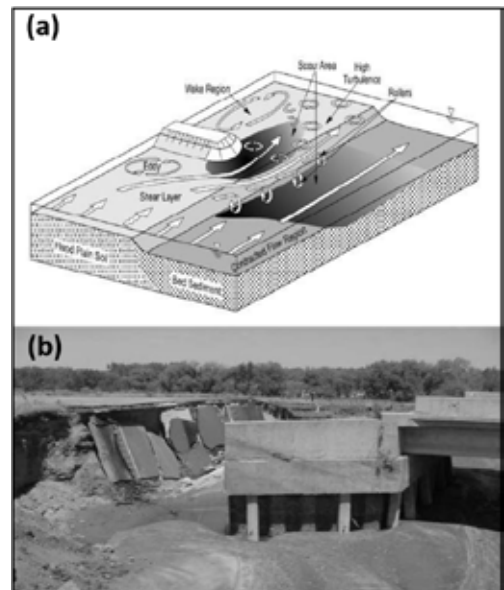 (a)
Scour Area
High
Turbulence
Wake Region
Rollers
Eddy
Shear Layer
Contracted Flow Region
Flood Plain Soil
Bed Sediment
(b)